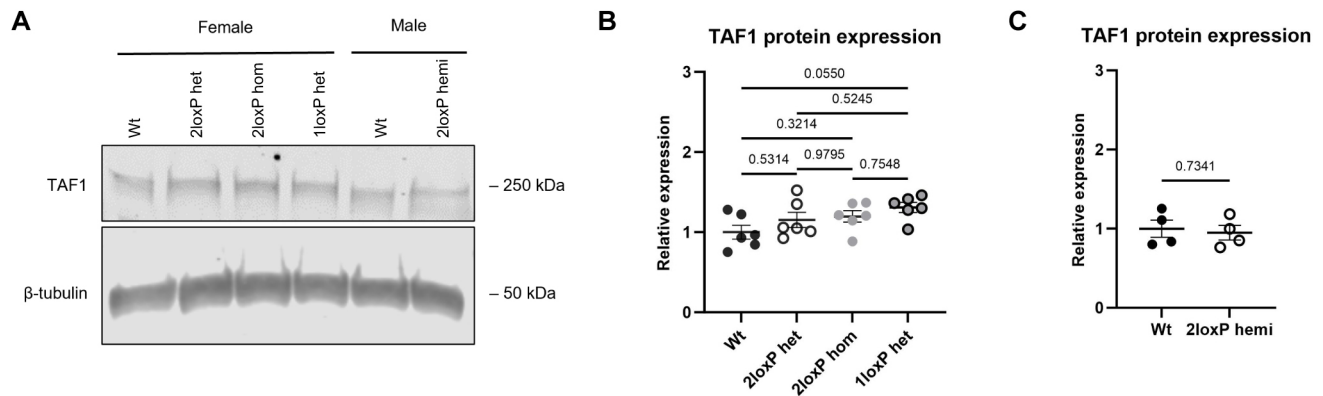 A
Female
Male
Wt
2loxP het
2loxP hom
1loxP het
Wt
2loxP hemi
TAF1
– 250 kDa
β-tubulin
– 50 kDa
B
TAF1 protein expression
Relative expression
3
2
1
0
0.0550
0.5245
0.3214
0.5314
0.9795
0.7548
Wt
2loxP het
2loxP hom
1loxP het
C
TAF1 protein expression
Relative expression
3
2
1
0
0.7341
Wt
2loxP hemi